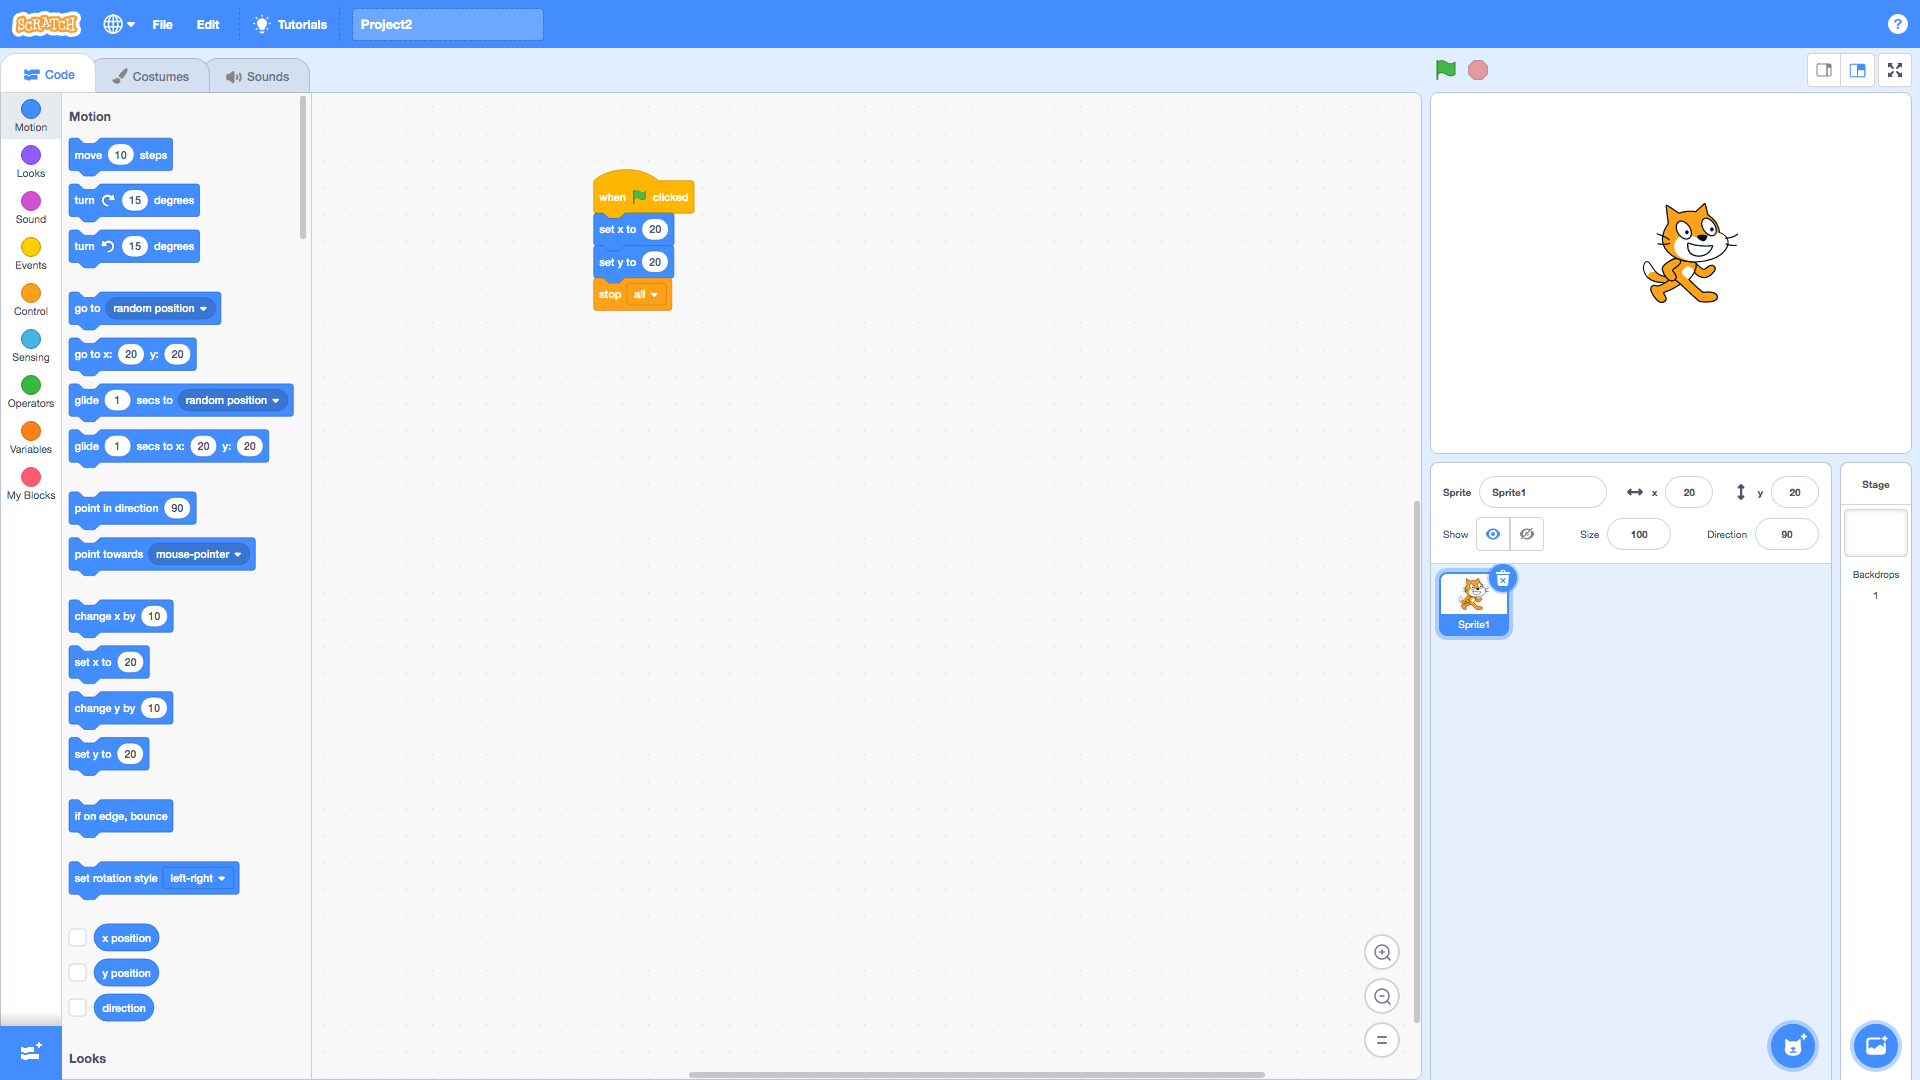 SCRATCH
File
Edit
Tutorials
Project2
?
Code
Costumes
Sounds
Motion
Looks
Sound
Events
Control
Sensing
Operators
Variables
My Blocks
Motion
move 10 steps
turn 15 degrees
turn 15 degrees
go to random position
go to x: 20 y: 20
glide 1 secs to random position
glide 1 secs to x: 20 y: 20
point in direction 90
point towards mouse-pointer
change x by 10
set x to 20
change y by 10
set y to 20
if on edge, bounce
set rotation style left-right
x position
y position
direction
Looks
when clicked
set x to 20
set y to 20
stop all
Sprite Sprite1 x 20 y 20
Show Size 100 Direction 90
Sprite1
Stage
Backdrops
1